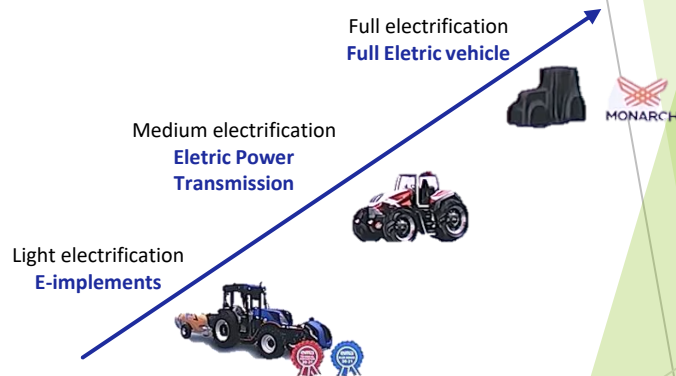 Full electrification
Full Eletric vehicle
MONARCH
Medium electrification
Eletric Power
Transmission
Light electrification
E-implements